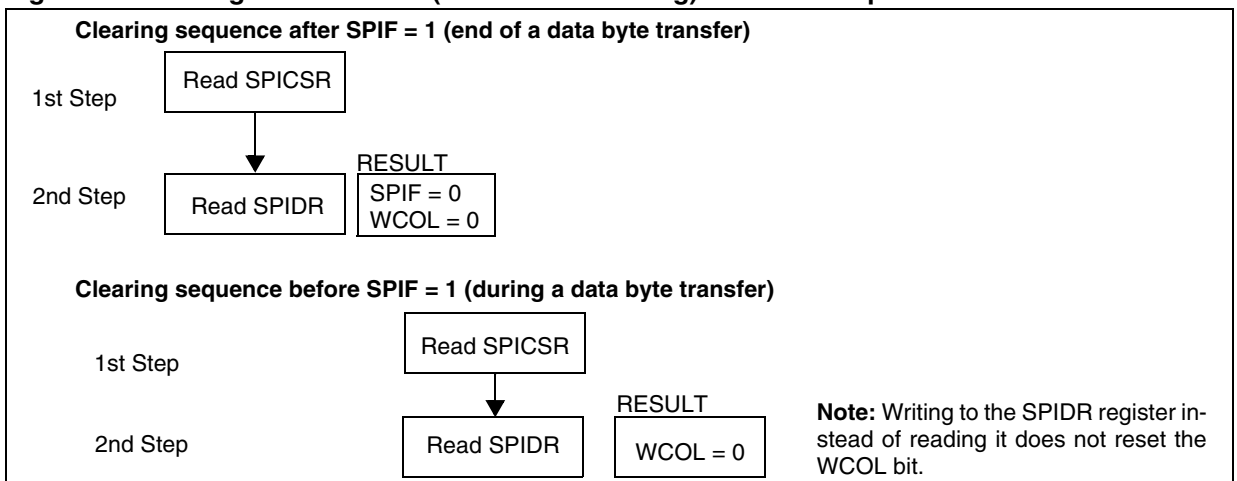 Clearing sequence after SPIF = 1 (end of a data byte transfer)
1st Step
Read SPICSR
RESULT
2nd Step
Read SPIDR
SPIF = 0
WCOL = 0
Clearing sequence before SPIF = 1 (during a data byte transfer)
1st Step
Read SPICSR
RESULT
2nd Step
Read SPIDR
WCOL = 0
Note: Writing to the SPIDR register in-
stead of reading it does not reset the
WCOL bit.